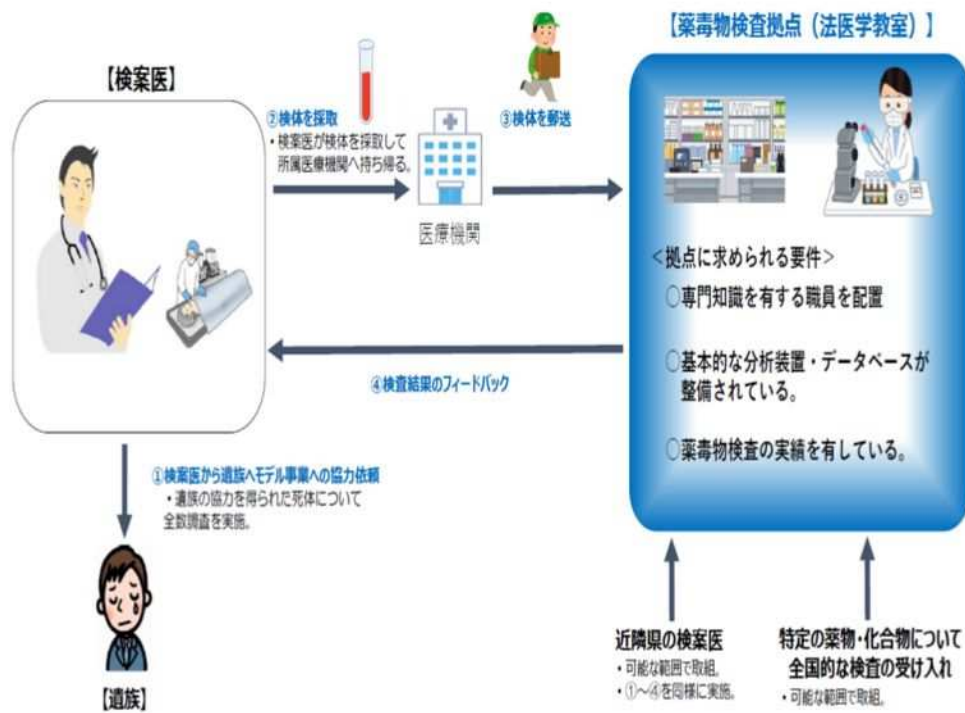 【検案医】
②検体を採取
・検案医が検体を採取して
所属医療機関へ持ち帰る。
医療機関
③検体を郵送
【薬毒物検査拠点（法医学教室）】
＜拠点に求められる要件＞
○専門知識を有する職員を配置
○基本的な分析装置・データベースが
整備されている。
○薬毒物検査の実績を有している。
④検査結果のフィードバック
①検案医から遺族へモデル事業への協力依頼
・遺族の協力を得られた死体について
全数調査を実施。
【遺族】
近隣県の検案医
・可能な範囲で取組。
・①～④を同様に実施。
特定の薬物・化合物について
全国的な検査の受け入れ
・可能な範囲で取組。